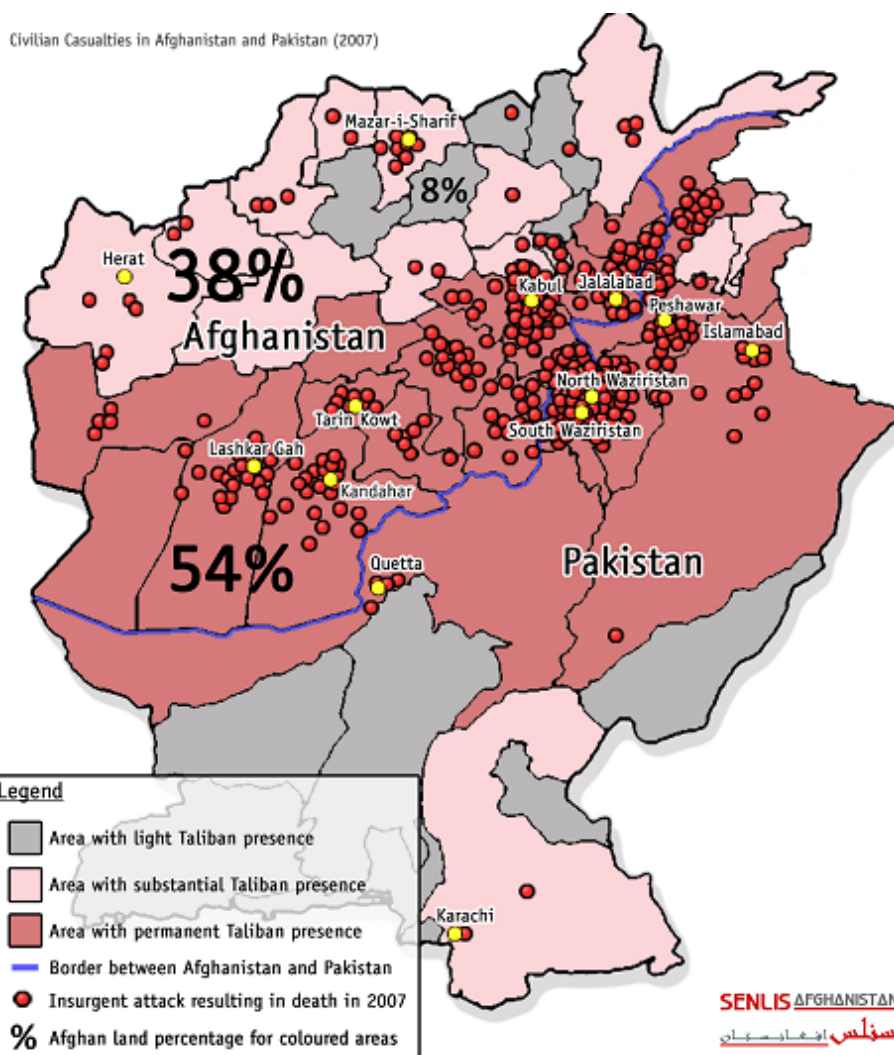 Civilian Casualties in Afghanistan and Pakistan (2007)
Mazar-i-Sharif
8%
Herat
38%
Afghanistan
Kabul
Jalalabad
Peshawar
Islamabad
North Waziristan
South Waziristan
Tarin Kowt
Lashkar Gah
Kandahar
54%
Quetta
Pakistan
Karachi
Legend
Area with light Taliban presence
Area with substantial Taliban presence
Area with permanent Taliban presence
Border between Afghanistan and Pakistan
Insurgent attack resulting in death in 2007
% Afghan land percentage for coloured areas
SENLIS AFGHANISTAN
سنلس افغانستان